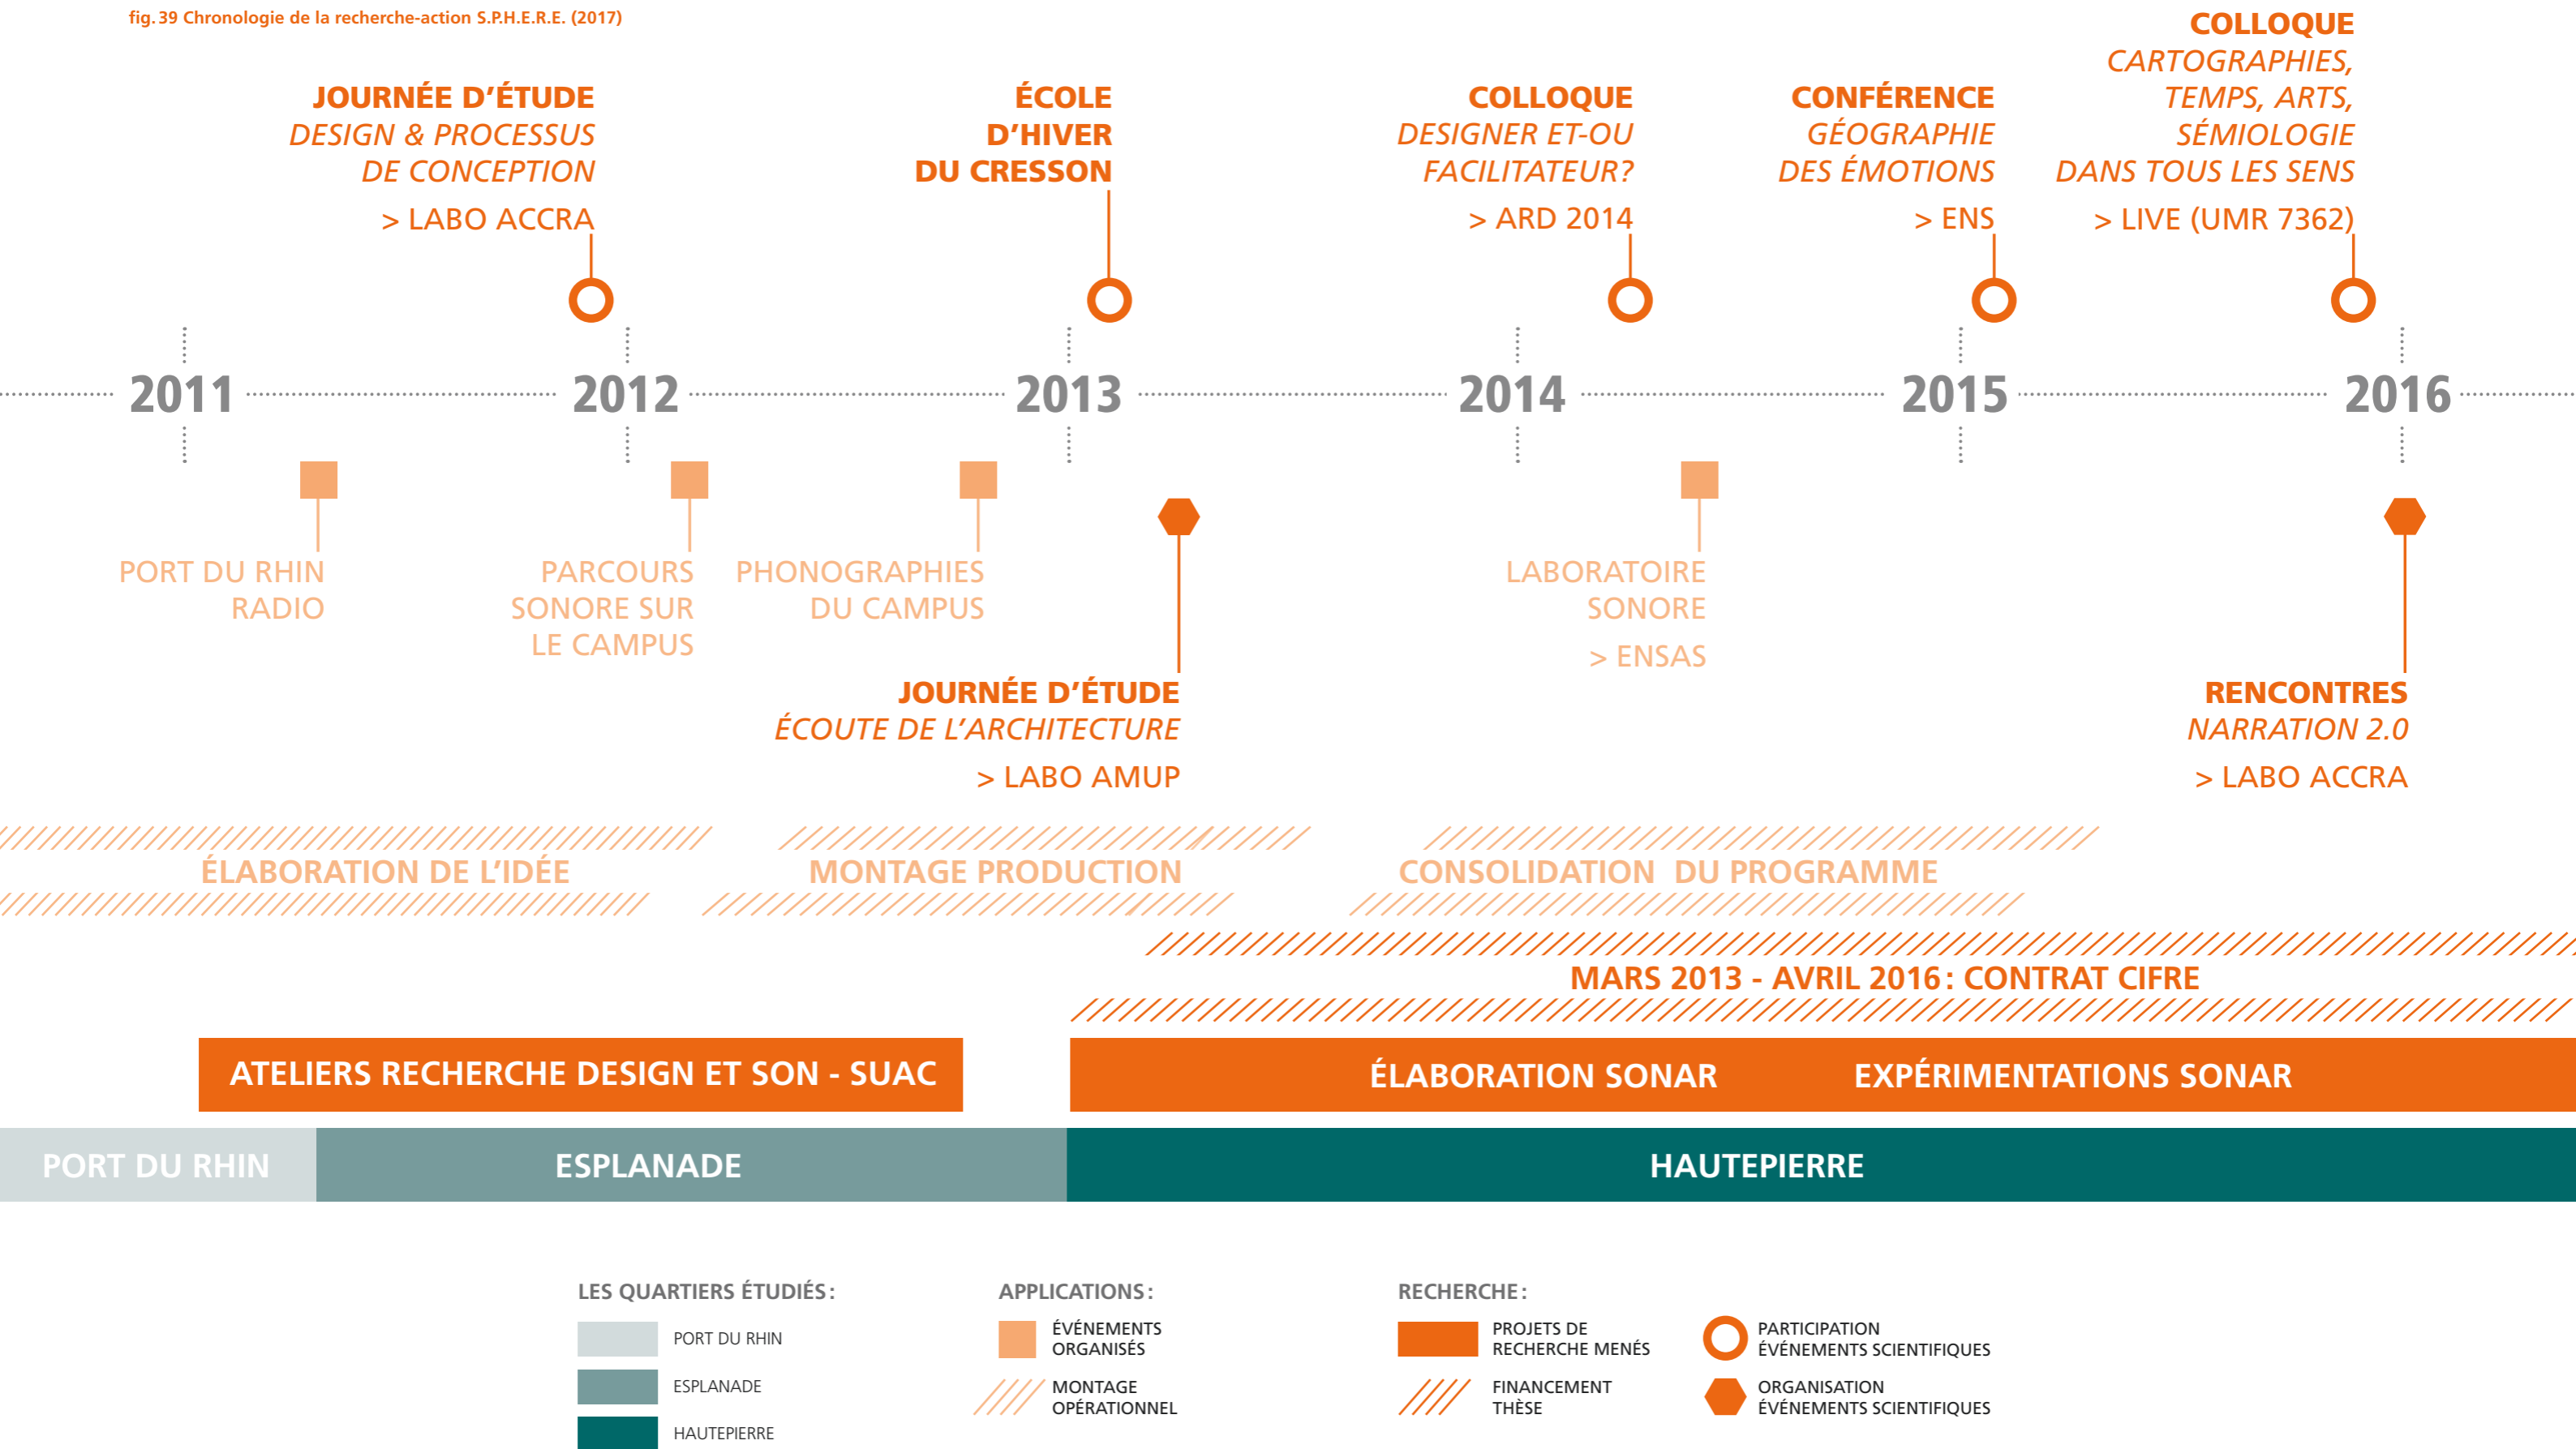 fig. 39 Chronologie de la recherche-action S.P.H.E.R.E. (2017)
JOURNÉE D'ÉTUDE
DESIGN & PROCESSUS
DE CONCEPTION
> LABO ACCRA
ÉCOLE
D'HIVER
DU CRESSON
COLLOQUE
DESIGNER ET-OU
FACILITATEUR?
> ARD 2014
CONFÉRENCE
GÉOGRAPHIE
DES ÉMOTIONS
> ENS
COLLOQUE
CARTOGRAPHIES,
TEMPS, ARTS,
SÉMIOLOGIE
DANS TOUS LES SENS
> LIVE (UMR 7362)
2011
2012
2013
2014
2015
2016
PORT DU RHIN
RADIO
PARCOURS
SONORE SUR
LE CAMPUS
PHONOGRAPHIES
DU CAMPUS
LABORATOIRE
SONORE
> ENSAS
JOURNÉE D'ÉTUDE
ÉCOUTE DE L'ARCHITECTURE
> LABO AMUP
RENCONTRES
NARRATION 2.0
> LABO ACCRA
ÉLABORATION DE L'IDÉE
MONTAGE PRODUCTION
CONSOLIDATION DU PROGRAMME
MARS 2013 - AVRIL 2016 : CONTRAT CIFRE
ATELIERS RECHERCHE DESIGN ET SON - SUAC
ÉLABORATION SONAR
EXPÉRIMENTATIONS SONAR
PORT DU RHIN
ESPLANADE
HAUTEPIERRE
LES QUARTIERS ÉTUDIÉS :
PORT DU RHIN
ESPLANADE
HAUTEPIERRE
APPLICATIONS :
ÉVÉNEMENTS
ORGANISÉS
MONTAGE
OPÉRATIONNEL
RECHERCHE :
PROJETS DE
RECHERCHE MENÉS
FINANCEMENT
THÈSE
PARTICIPATION
ÉVÉNEMENTS SCIENTIFIQUES
ORGANISATION
ÉVÉNEMENTS SCIENTIFIQUES